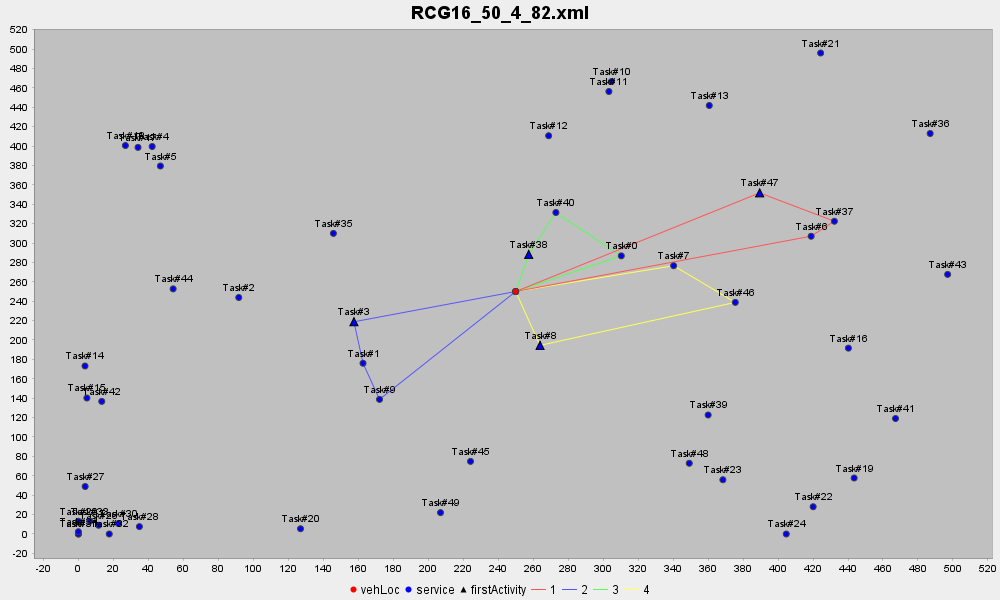 RCG16_50_4_82.xml
520
500
480
460
440
420
400
380
360
340
320
300
280
260
240
220
200
180
160
140
120
100
80
60
40
20
0
-20
Task#21
Task#10
Task#11
Task#13
Task#36
Task#12
Task#4
Task#5
Task#47
Task#40
Task#37
Task#6
Task#35
Task#38
Task#0
Task#7
Task#43
Task#44
Task#2
Task#46
Task#3
Task#8
Task#16
Task#14
Task#1
Task#15
Task#42
Task#9
Task#39
Task#41
Task#45
Task#48
Task#23
Task#19
Task#27
Task#22
Task#49
Task#28
Task#20
Task#24
-20 0 20 40 60 80 100 120 140 160 180 200 220 240 260 280 300 320 340 360 380 400 420 440 460 480 500 520
vehLoc service firstActivity 1 2 3 4